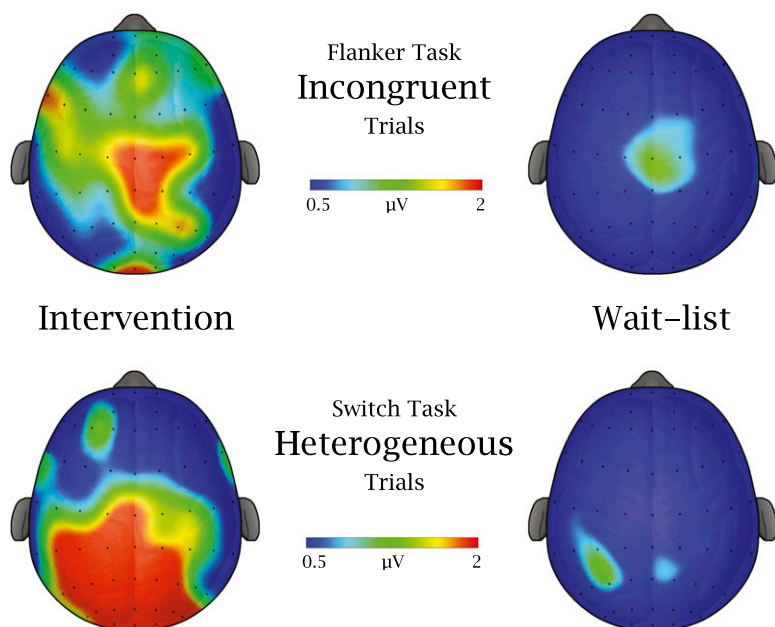 Flanker Task
Incongruent
Trials
0.5 µV 2
Intervention
Wait–list
Switch Task
Heterogeneous
Trials
0.5 µV 2